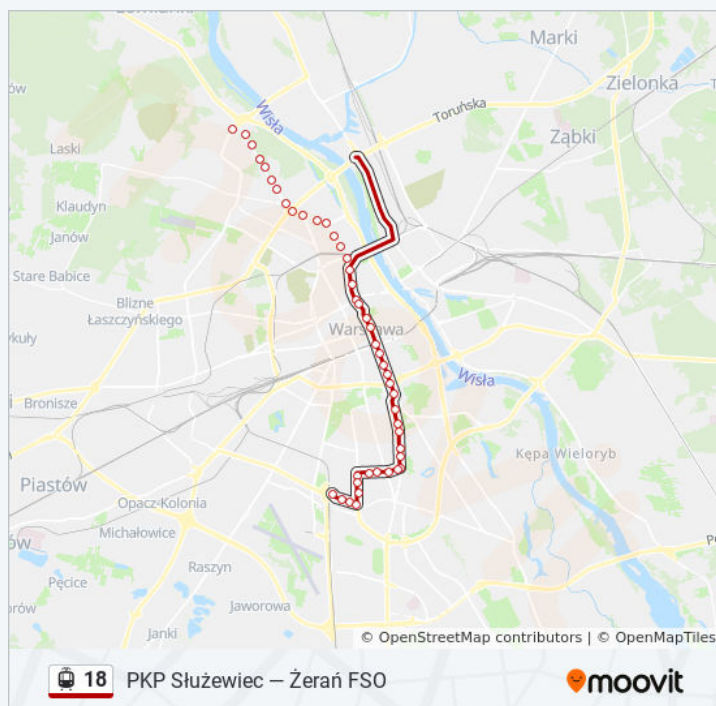 Marki
Zielonka
Toruńska
Wisła
Ząbki
Laski
Klaudyn
Janów
Stare Babice
Blizne
Łaszczyńskiego
Warszawa
Bronisze
Wisła
Kępa Wieloryb
Piastów
Opacz-Kolonia
Michałowice
Raszyn
Pęcice
Jaworowa
Janki
© OpenStreetMap contributors | © OpenMapTiles
18 PKP Służewiec — Żerań FSO
moovit